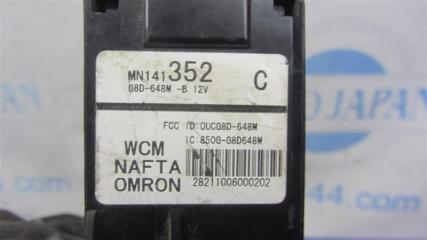 MN141352 C
G8D-648M -B 12V
FCC ID:OUCG8D-648M
IC:850G-G8D648M
WCM
NAFTA
OMRON
28211006000202